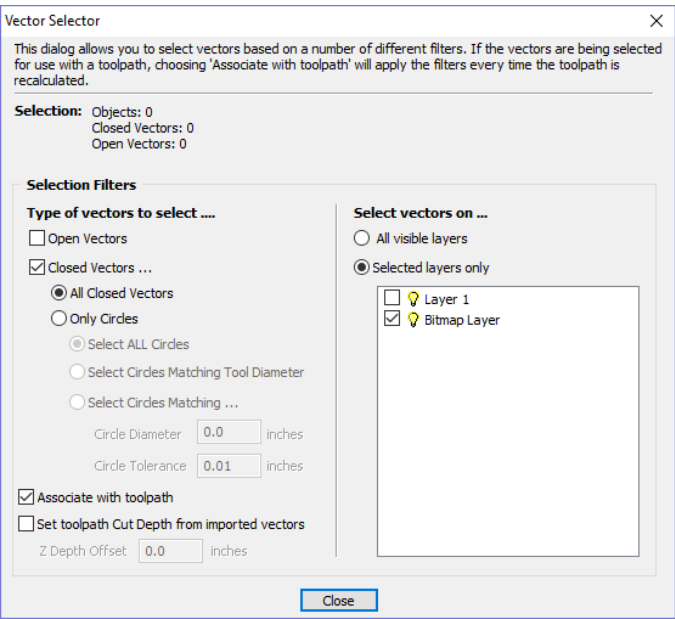 Vector Selector
This dialog allows you to select vectors based on a number of different filters. If the vectors are being selected
for use with a toolpath, choosing 'Associate with toolpath' will apply the filters every time the toolpath is
recalculated.
Selection: Objects: 0
Closed Vectors: 0
Open Vectors: 0
Selection Filters
Type of vectors to select ....
Open Vectors
Closed Vectors ...
All Closed Vectors
Only Circles
Select ALL Circles
Select Circles Matching Tool Diameter
Select Circles Matching ...
Circle Diameter 0.0 inches
Circle Tolerance 0.01 inches
Associate with toolpath
Set toolpath Cut Depth from imported vectors
Z Depth Offset 0.0 inches
Select vectors on ...
All visible layers
Selected layers only
Layer 1
Bitmap Layer
Close